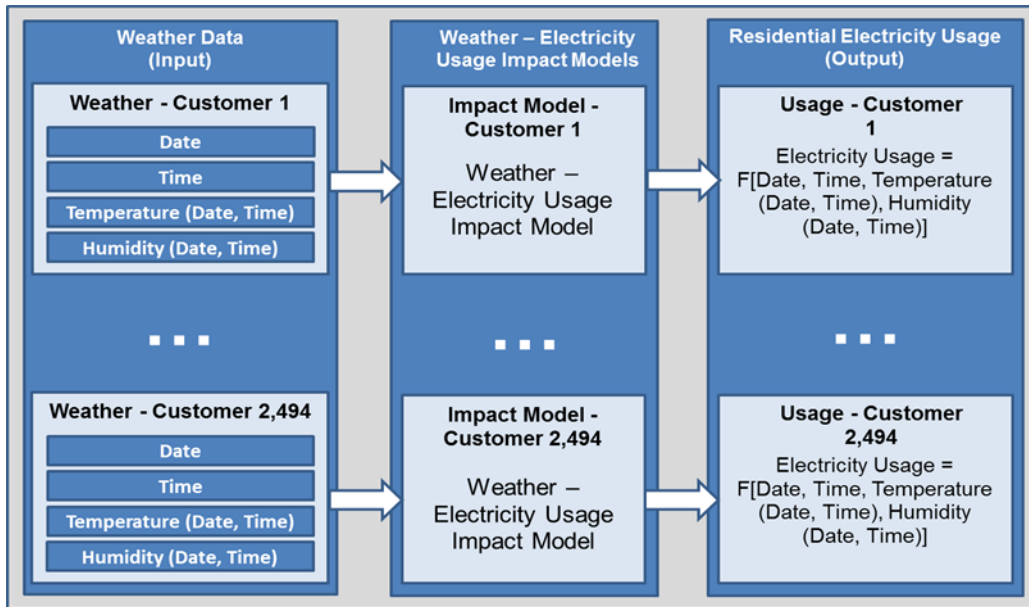 Weather Data
(Input)
Weather - Customer 1
Date
Time
Temperature (Date, Time)
Humidity (Date, Time)
Weather - Customer 2,494
Date
Time
Temperature (Date, Time)
Humidity (Date, Time)
Weather – Electricity
Usage Impact Models
Impact Model -
Customer 1
Weather –
Electricity Usage
Impact Model
Impact Model -
Customer 2,494
Weather –
Electricity Usage
Impact Model
Residential Electricity Usage
(Output)
Usage - Customer
1
Electricity Usage =
F[Date, Time, Temperature
(Date, Time), Humidity
(Date, Time)]
Usage - Customer
2,494
Electricity Usage =
F[Date, Time, Temperature
(Date, Time), Humidity
(Date, Time)]